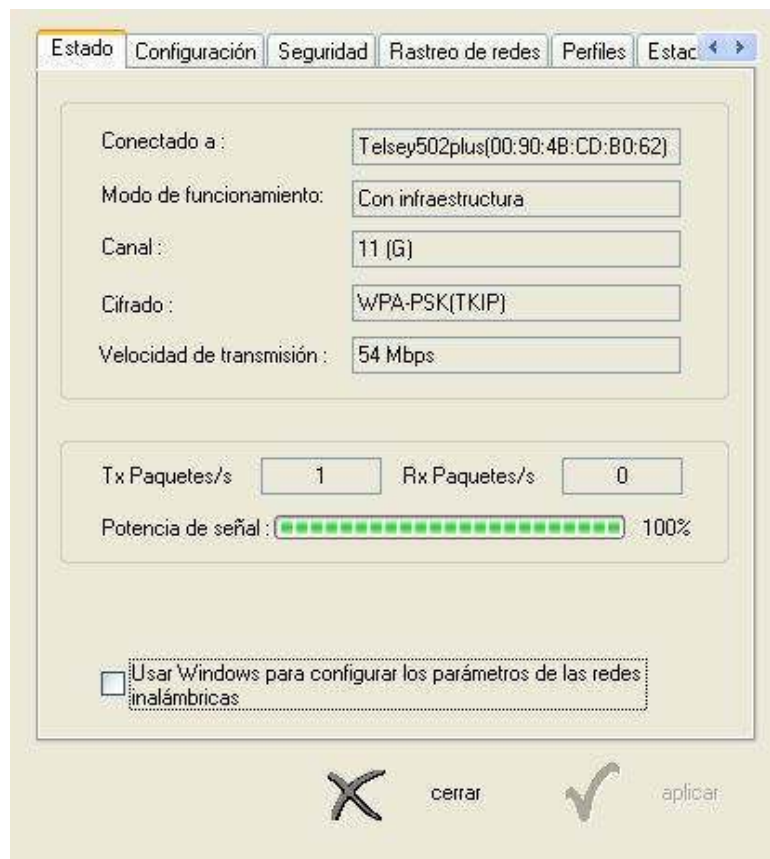 Estado Configuración Seguridad Rastreo de redes Perfiles Estac
Conectado a : Telsey502plus(00:90:4B:CD:B0:62)
Modo de funcionamiento: Con infraestructura
Canal : 11 (G)
Cifrado : WPA-PSK(TKIP)
Velocidad de transmisión : 54 Mbps
Tx Paquetes/s 1 Rx Paquetes/s 0
Potencia de señal : 100%
Usar Windows para configurar los parámetros de las redes
inalámbricas
cerrar aplicar